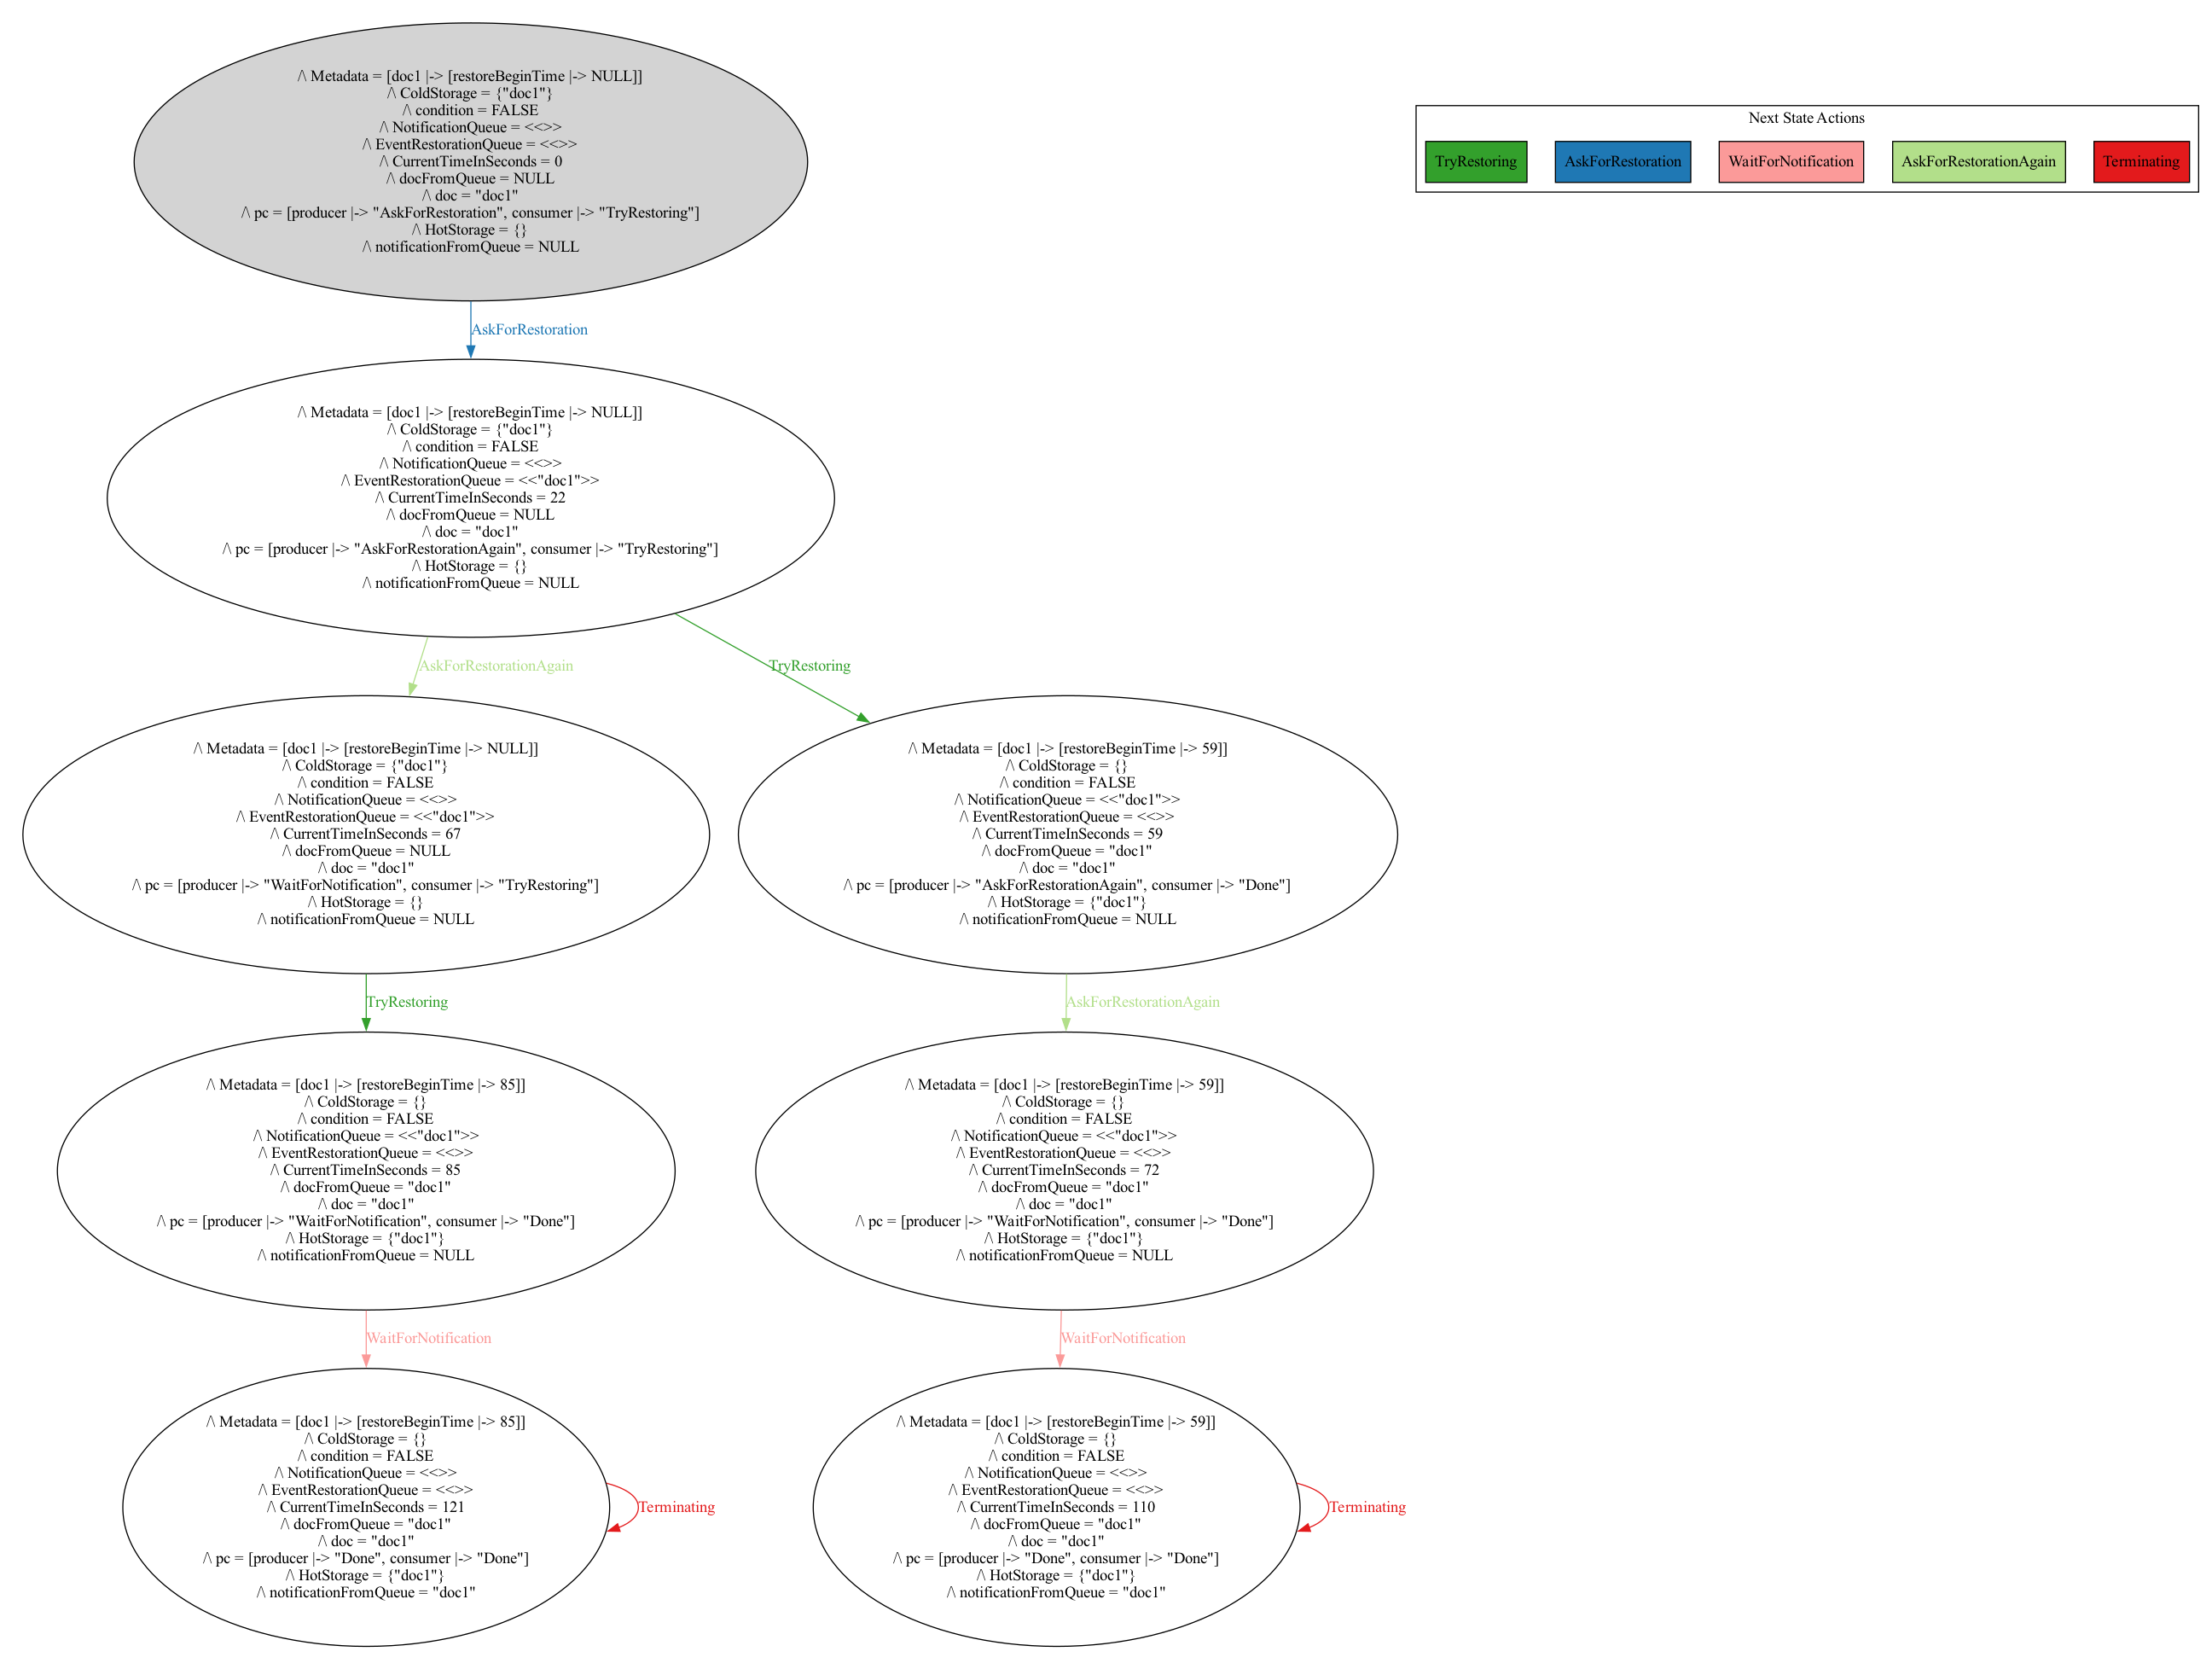 /\ Metadata = [doc1 |-> [restoreBeginTime |-> NULL]]
/\ ColdStorage = {"doc1"}
/\ condition = FALSE
/\ NotificationQueue = <<>>
/\ EventRestorationQueue = <<>>
/\ CurrentTimeInSeconds = 0
/\ docFromQueue = NULL
/\ doc = "doc1"
/\ pc = [producer |-> "AskForRestoration", consumer |-> "TryRestoring"]
/\ HotStorage = {}
/\ notificationFromQueue = NULL
Next State Actions
TryRestoring
AskForRestoration
WaitForNotification
AskForRestorationAgain
Terminating
AskForRestoration
/\ Metadata = [doc1 |-> [restoreBeginTime |-> NULL]]
/\ ColdStorage = {"doc1"}
/\ condition = FALSE
/\ NotificationQueue = <<>>
/\ EventRestorationQueue = <<"doc1">>
/\ CurrentTimeInSeconds = 22
/\ docFromQueue = NULL
/\ doc = "doc1"
/\ pc = [producer |-> "AskForRestorationAgain", consumer |-> "TryRestoring"]
/\ HotStorage = {}
/\ notificationFromQueue = NULL
AskForRestorationAgain
TryRestoring
/\ Metadata = [doc1 |-> [restoreBeginTime |-> NULL]]
/\ ColdStorage = {"doc1"}
/\ condition = FALSE
/\ NotificationQueue = <<>>
/\ EventRestorationQueue = <<"doc1">>
/\ CurrentTimeInSeconds = 67
/\ docFromQueue = NULL
/\ doc = "doc1"
/\ pc = [producer |-> "WaitForNotification", consumer |-> "TryRestoring"]
/\ HotStorage = {}
/\ notificationFromQueue = NULL
/\ Metadata = [doc1 |-> [restoreBeginTime |-> 59]]
/\ ColdStorage = {}
/\ condition = FALSE
/\ NotificationQueue = <<"doc1">>
/\ EventRestorationQueue = <<>>
/\ CurrentTimeInSeconds = 59
/\ docFromQueue = "doc1"
/\ doc = "doc1"
/\ pc = [producer |-> "AskForRestorationAgain", consumer |-> "Done"]
/\ HotStorage = {"doc1"}
/\ notificationFromQueue = NULL
TryRestoring
AskForRestorationAgain
/\ Metadata = [doc1 |-> [restoreBeginTime |-> 85]]
/\ ColdStorage = {}
/\ condition = FALSE
/\ NotificationQueue = <<"doc1">>
/\ EventRestorationQueue = <<>>
/\ CurrentTimeInSeconds = 85
/\ docFromQueue = "doc1"
/\ doc = "doc1"
/\ pc = [producer |-> "WaitForNotification", consumer |-> "Done"]
/\ HotStorage = {"doc1"}
/\ notificationFromQueue = NULL
/\ Metadata = [doc1 |-> [restoreBeginTime |-> 59]]
/\ ColdStorage = {}
/\ condition = FALSE
/\ NotificationQueue = <<"doc1">>
/\ EventRestorationQueue = <<>>
/\ CurrentTimeInSeconds = 72
/\ docFromQueue = "doc1"
/\ doc = "doc1"
/\ pc = [producer |-> "WaitForNotification", consumer |-> "Done"]
/\ HotStorage = {"doc1"}
/\ notificationFromQueue = NULL
WaitForNotification
WaitForNotification
/\ Metadata = [doc1 |-> [restoreBeginTime |-> 85]]
/\ ColdStorage = {}
/\ condition = FALSE
/\ NotificationQueue = <<>>
/\ EventRestorationQueue = <<>>
/\ CurrentTimeInSeconds = 121
/\ docFromQueue = "doc1"
/\ doc = "doc1"
/\ pc = [producer |-> "Done", consumer |-> "Done"]
/\ HotStorage = {"doc1"}
/\ notificationFromQueue = "doc1"
Terminating
/\ Metadata = [doc1 |-> [restoreBeginTime |-> 59]]
/\ ColdStorage = {}
/\ condition = FALSE
/\ NotificationQueue = <<>>
/\ EventRestorationQueue = <<>>
/\ CurrentTimeInSeconds = 110
/\ docFromQueue = "doc1"
/\ doc = "doc1"
/\ pc = [producer |-> "Done", consumer |-> "Done"]
/\ HotStorage = {"doc1"}
/\ notificationFromQueue = "doc1"
Terminating